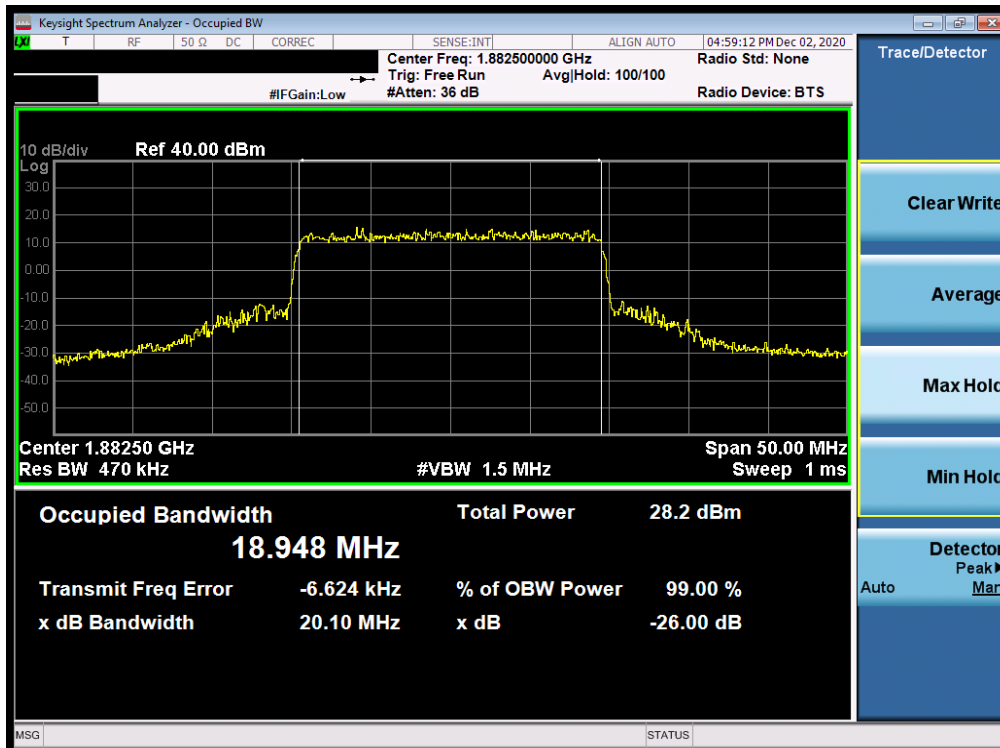 Keysight Spectrum Analyzer - Occupied BW
LXI T RF 50 Ω DC CORREC SENSE:INT ALIGN AUTO 04:59:12 PM Dec 02, 2020
Center Freq: 1.882500000 GHz Radio Std: None
Trig: Free Run Avg|Hold: 100/100
#IFGain:Low #Atten: 36 dB Radio Device: BTS
10 dB/div Ref 40.00 dBm
Log
30.0
20.0
10.0
0.00
-10.0
-20.0
-30.0
-40.0
-50.0
Center 1.88250 GHz Span 50.00 MHz
Res BW 470 kHz #VBW 1.5 MHz Sweep 1 ms
Occupied Bandwidth Total Power 28.2 dBm
18.948 MHz
Transmit Freq Error -6.624 kHz % of OBW Power 99.00 %
x dB Bandwidth 20.10 MHz x dB -26.00 dB
MSG STATUS
Trace/Detector
Clear Write
Average
Max Hold
Min Hold
Detector
Peak▶
Auto Man